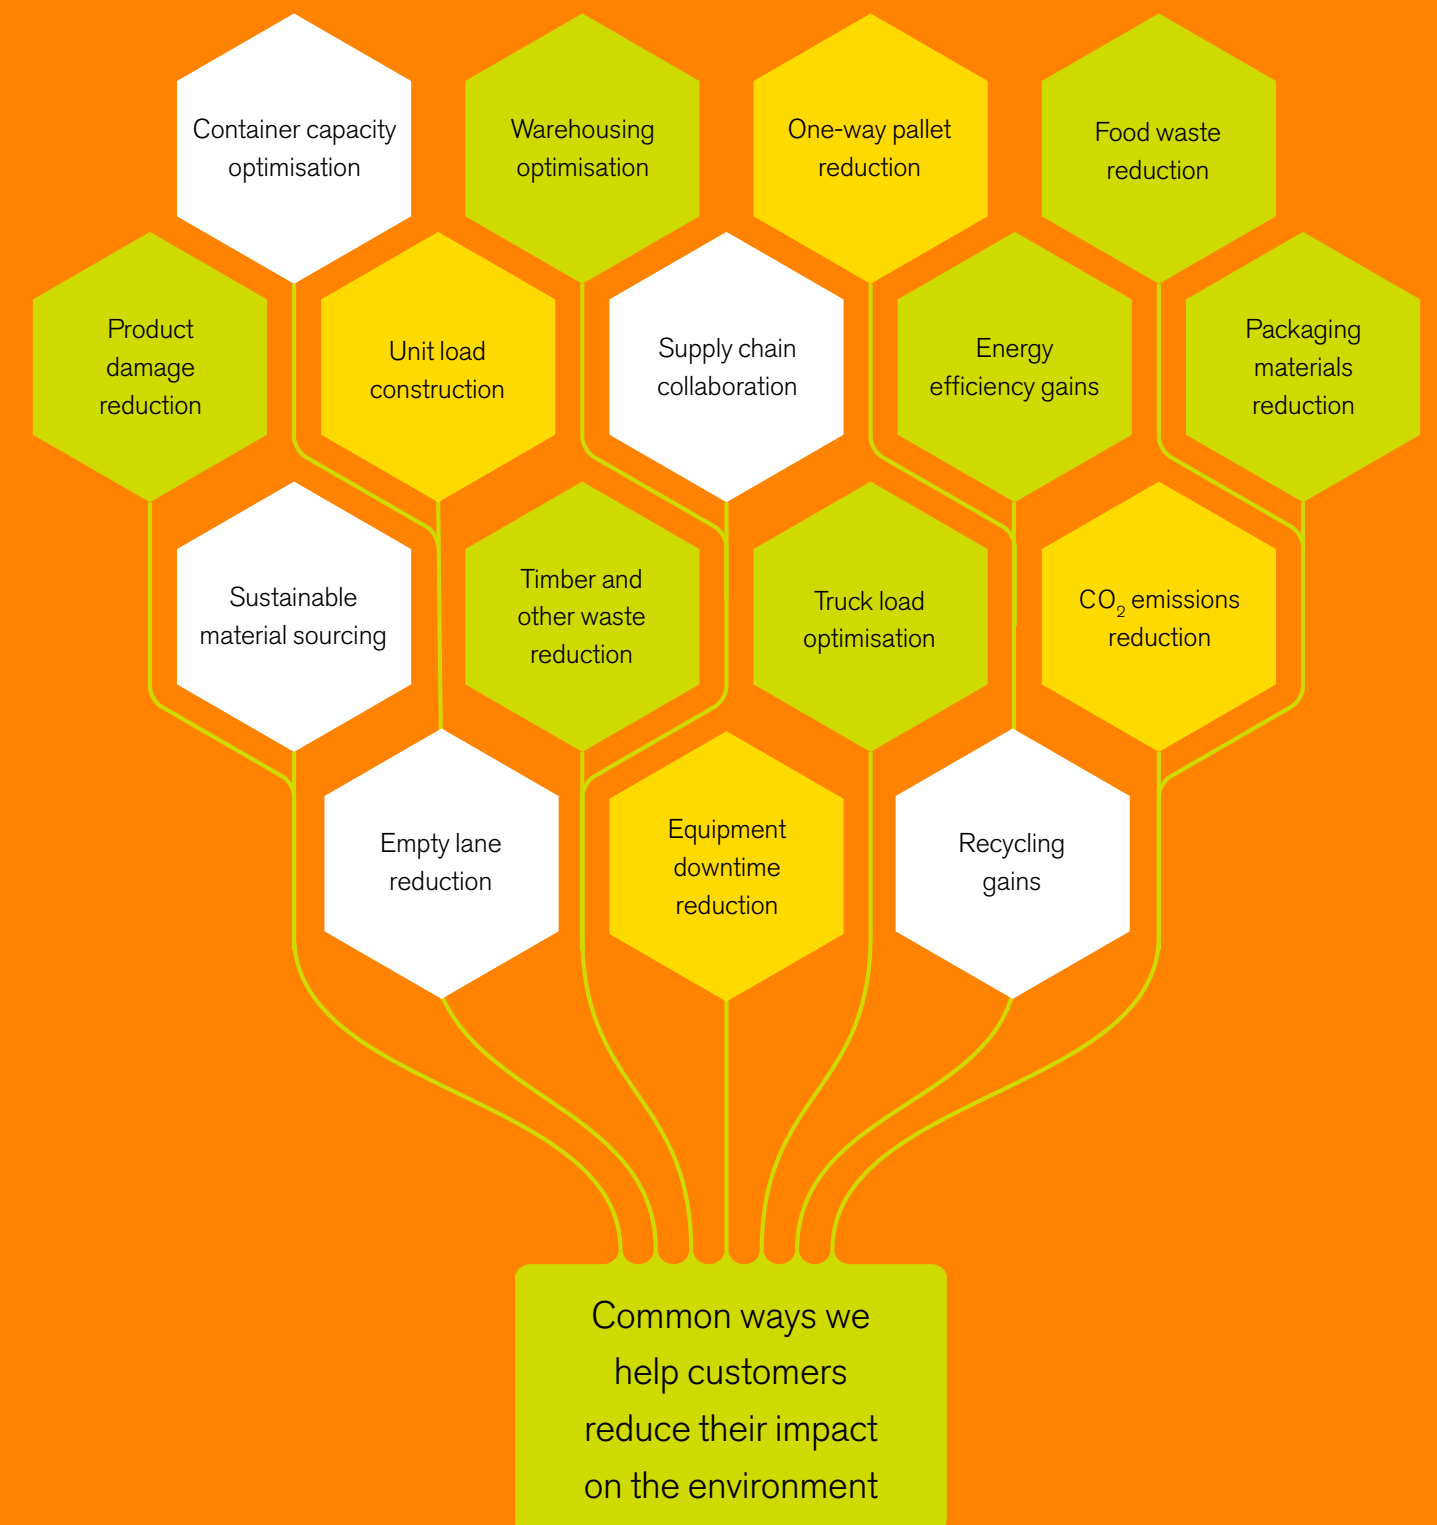 Container capacity
optimisation
Warehousing
optimisation
One-way pallet
reduction
Food waste
reduction
Product
damage
reduction
Unit load
construction
Supply chain
collaboration
Energy
efficiency gains
Packaging
materials
reduction
Sustainable
material sourcing
Timber and
other waste
reduction
Truck load
optimisation
CO₂ emissions
reduction
Empty lane
reduction
Equipment
downtime
reduction
Recycling
gains
Common ways we
help customers
reduce their impact
on the environment